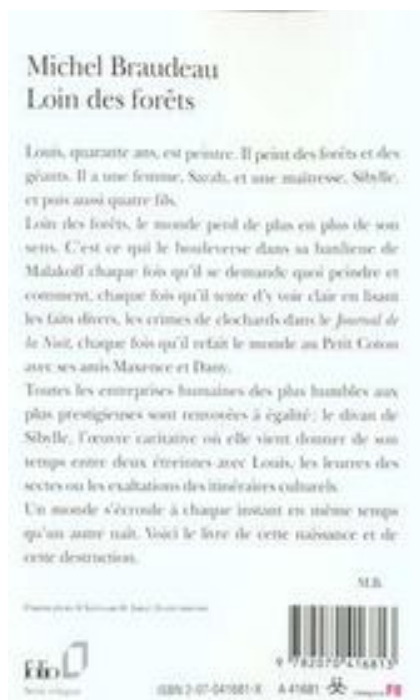 Michel Braudeau
Loin des forêts
Louis, quarante ans, est peintre. Il peint des forêts et des
géants. Il a une femme, Sarah, et une maîtresse, Sibylle,
et puis aussi quatre fils.
Loin des forêts, le monde perd de plus en plus de son
sens. C'est ce qui le bouleverse dans sa banlieue de
Malakoff chaque fois qu'il se demande quoi peindre et
comment, chaque fois qu'il tente d'y voir clair en lisant
les faits divers, les crimes de clochards dans le Journal de
la Nuit, chaque fois qu'il refait le monde au Petit Coton
avec ses amis Maxence et Dany.
Toutes les entreprises humaines des plus humbles aux
plus prestigieuses sont renvoyées à égalité : le divan de
Sibylle, l'œuvre caritative où elle vient donner de son
temps entre deux étreintes avec Louis, les leurres des
sectes ou les exaltations des itinéraires culturels.
Un monde s'écroule à chaque instant en même temps
qu'un autre naît. Voici le livre de cette naissance et de
cette destruction.
M.B.
9 782070 416813
folio
ISBN 2-07-041681-X A 41681